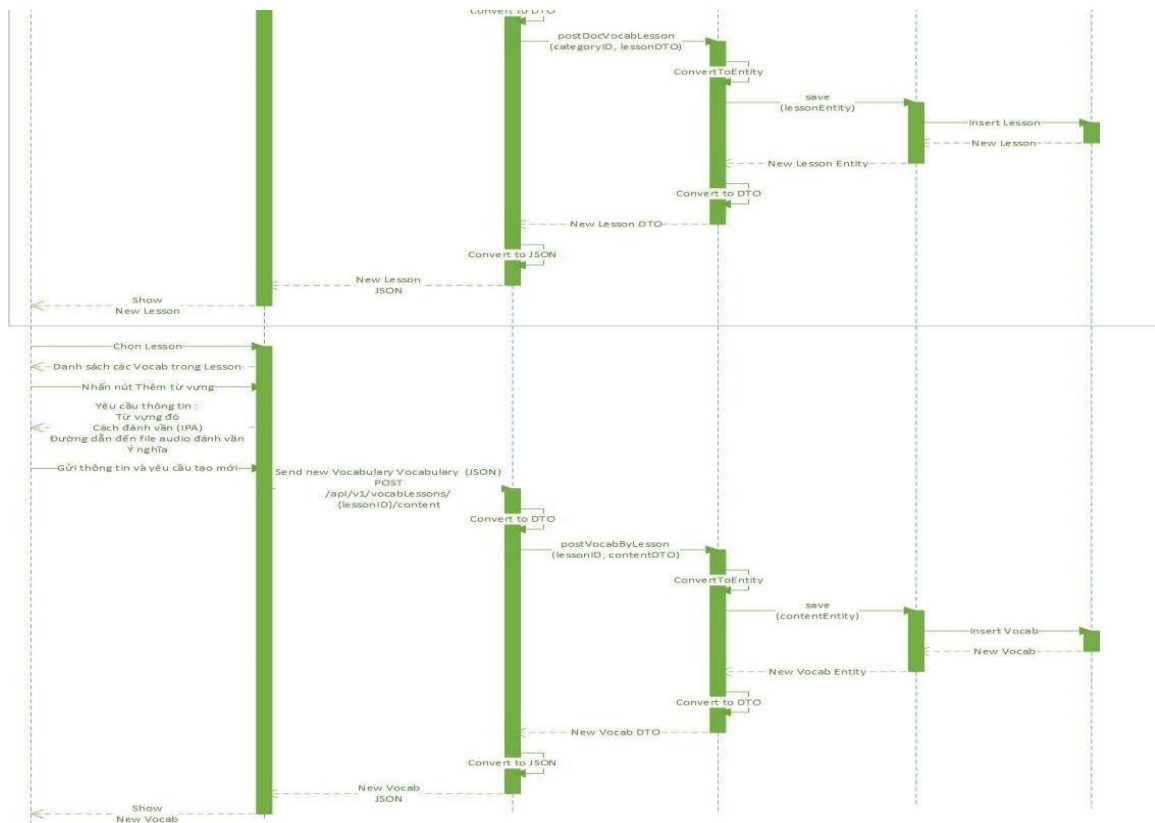 Convert to DTO
postDocVocabLesson
(categoryID, lessonDTO)
ConvertToEntity
save
(lessonEntity)
Insert Lesson
New Lesson
New Lesson Entity
Convert to DTO
New Lesson DTO
Convert to JSON
New Lesson
JSON
Show
New Lesson
Chọn Lesson
Danh sách các Vocab trong Lesson
Nhấn nút Thêm từ vựng
Yêu cầu thông tin :
Từ vựng đó
Cách đánh vần (IPA)
Đường dẫn đến file audio đánh vần
Ý nghĩa
Gửi thông tin và yêu cầu tạo mới
Send new Vocabulary Vocabulary (JSON)
POST
/api/v1/vocabLessons/
{lessonID}/content
Convert to DTO
postVocabByLesson
(lessonID, contentDTO)
ConvertToEntity
save
(contentEntity)
Insert Vocab
New Vocab
New Vocab Entity
Convert to DTO
New Vocab DTO
Convert to JSON
New Vocab
JSON
Show
New Vocab